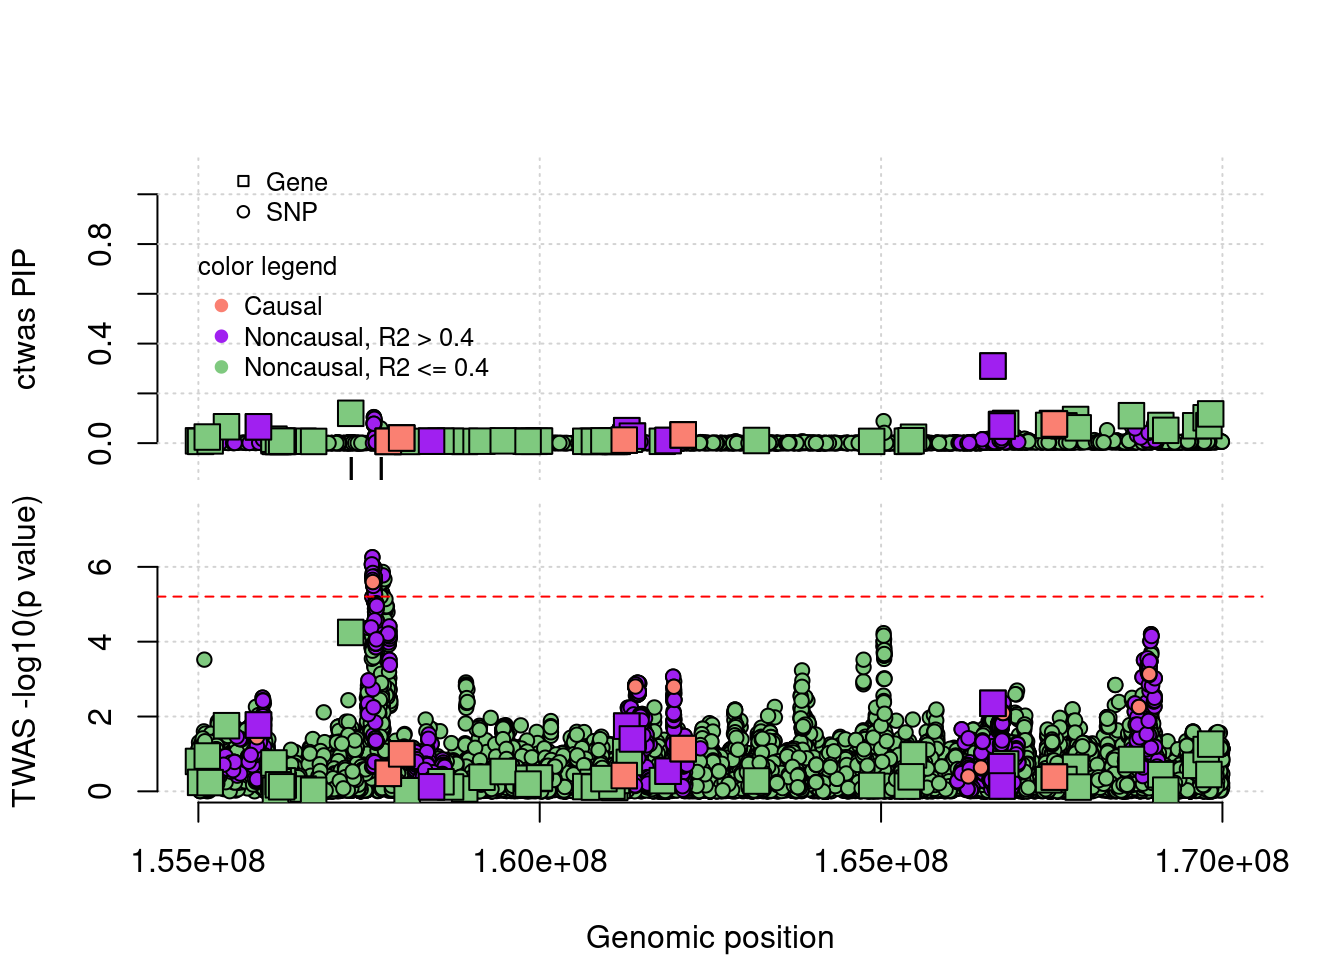 Gene
SNP
color legend
Causal
Noncausal, R2 > 0.4
Noncausal, R2 <= 0.4
ctwas PIP
0.8
0.4
0.0
TWAS -log10(p value)
6
4
2
0
1.55e+08 1.60e+08 1.65e+08 1.70e+08
Genomic position